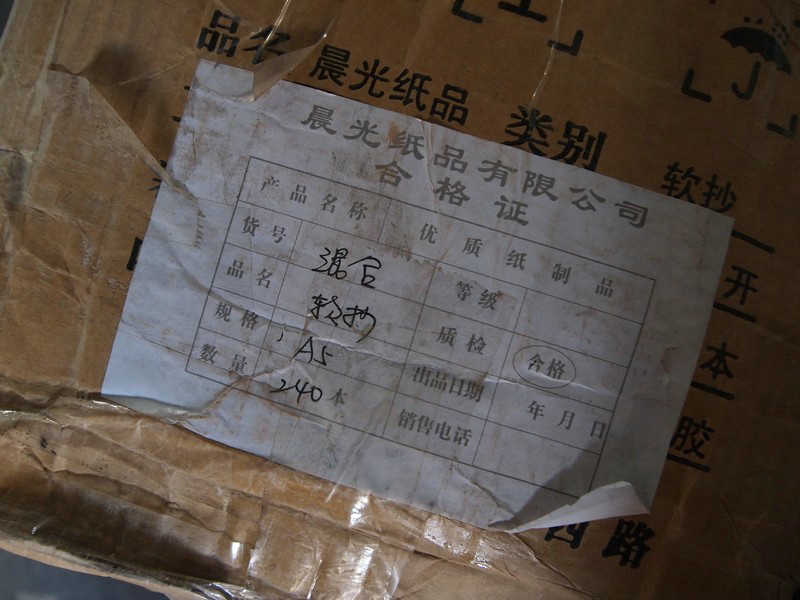 品名 晨光纸品 类别 软抄
晨光纸品有限公司
合格证
产品名称 优质纸制品
货号 混合 等级
品名 软抄 质检 合格
规格 A5 出品日期 年 月 日
数量 240 本 销售电话
开
本
胶
西路